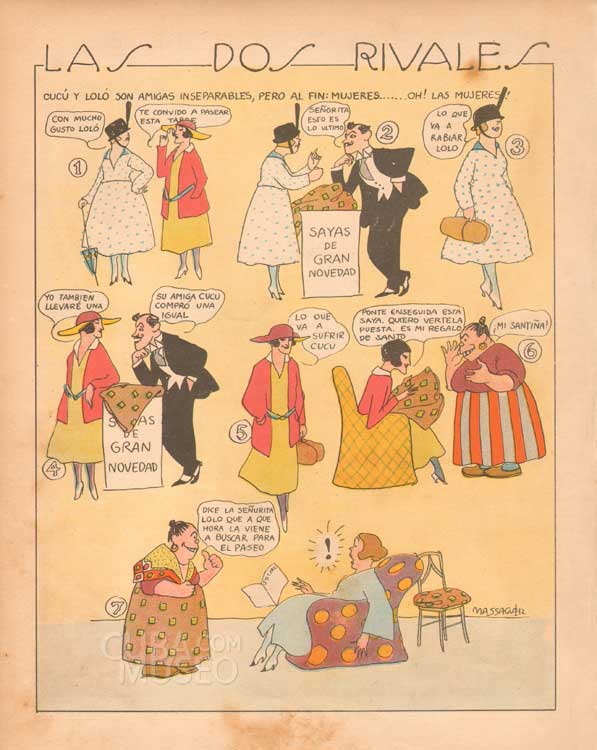 LAS DOS RIVALES
CUCÚ Y LOLÓ SON AMIGAS INSEPARABLES, PERO AL FIN: MUJERES.......OH! LAS MUJERES!
CON MUCHO
GUSTO LOLÓ
TE CONVIDO A PASEAR
ESTA TARDE
1
SEÑORITA
ESTO ES
LO ULTIMO
2
SAYAS
DE
GRAN
NOVEDAD
LO QUE
VA A
RABIAR
LOLO
3
YO TAMBIEN
LLEVARÉ UNA
SU AMIGA CUCU
COMPRÓ UNA
IGUAL
SAYAS
DE
GRAN
NOVEDAD
4
LO QUE
VA A
SUFRIR
CUCU
5
PONTE ENSEGUIDA ESTA
SAYA. QUIERO VERTELA
PUESTA. ES MI REGALO
DE SANTO
¡MI SANTIÑA!
6
DICE LA SEÑURITA
LOLO QUE A QUE
HORA LA VIENE
A BUSCAR PARA
EL PASEO
!
SOCIAL
7
MASSAGUER
CUBA.COM
MUSEO